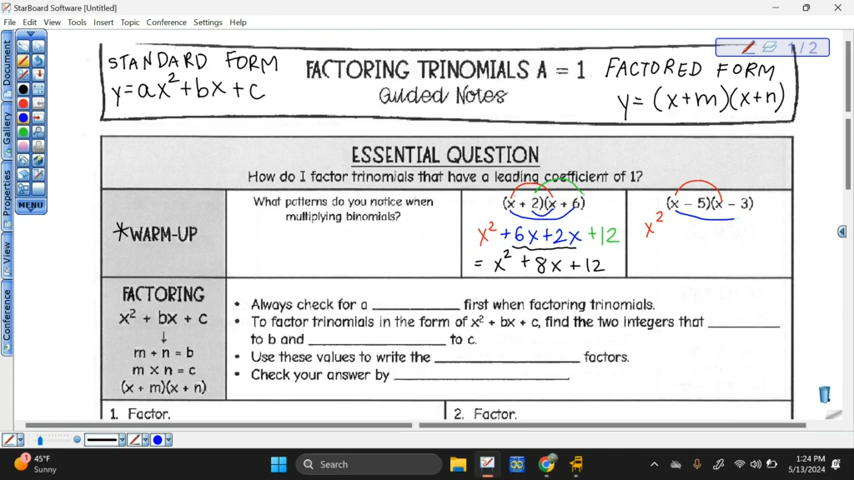 StarBoard Software [Untitled]
File Edit View Tools Insert Topic Conference Settings Help
Document
Gallery
Properties
View
Conference
MENU
1/2
STANDARD FORM
y=ax²+bx+c
FACTORING TRINOMIALS A = 1
Guided Notes
FACTORED FORM
y=(x+m)(x+n)
ESSENTIAL QUESTION
How do I factor trinomials that have a leading coefficient of 1?
*WARM-UP
What patterns do you notice when
multiplying binomials?
(x + 2)(x + 6)
x² +6x+2x +12
= x² +8x+12
(x - 5)(x - 3)
x²
FACTORING
x² + bx + c
↓
m + n = b
m × n = c
(x + m)(x + n)
• Always check for a ____________ first when factoring trinomials.
• To factor trinomials in the form of x² + bx + c, find the two integers that __________
to b and ___________________ to c.
• Use these values to write the ____________________ factors.
• Check your answer by ________________________.
1. Factor.
2. Factor.
1
45°F
Sunny
Search
1:24 PM
5/13/2024